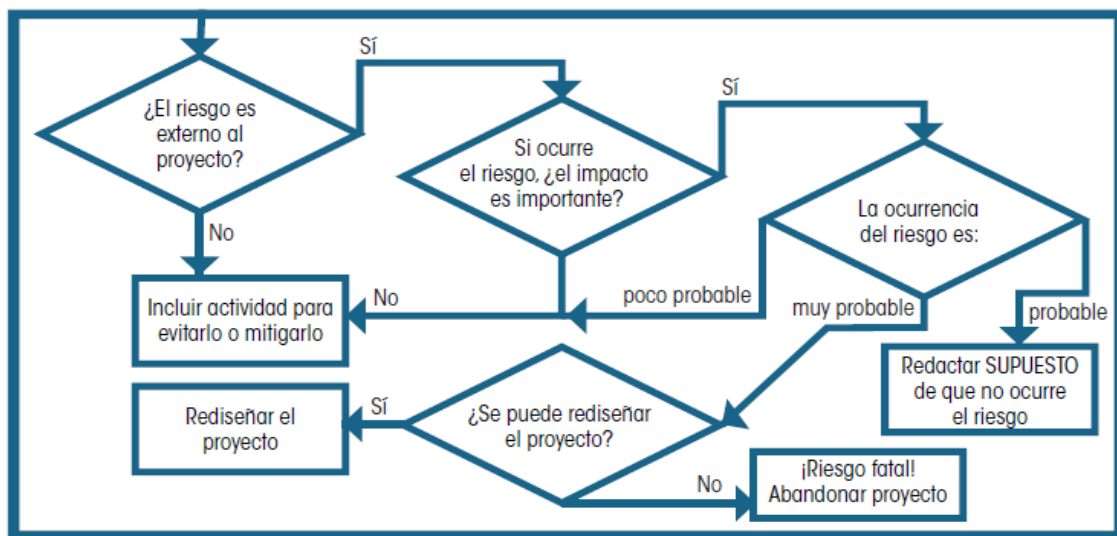 Sí
¿El riesgo es
externo al
proyecto?
Sí
Si ocurre
el riesgo, ¿el impacto
es importante?
La ocurrencia
del riesgo es:
No
Incluir actividad para
evitarlo o mitigarlo
No
poco probable
muy probable
probable
Redactar SUPUESTO
de que no ocurre
el riesgo
Rediseñar el
proyecto
Sí
¿Se puede rediseñar
el proyecto?
No
¡Riesgo fatal!
Abandonar proyecto